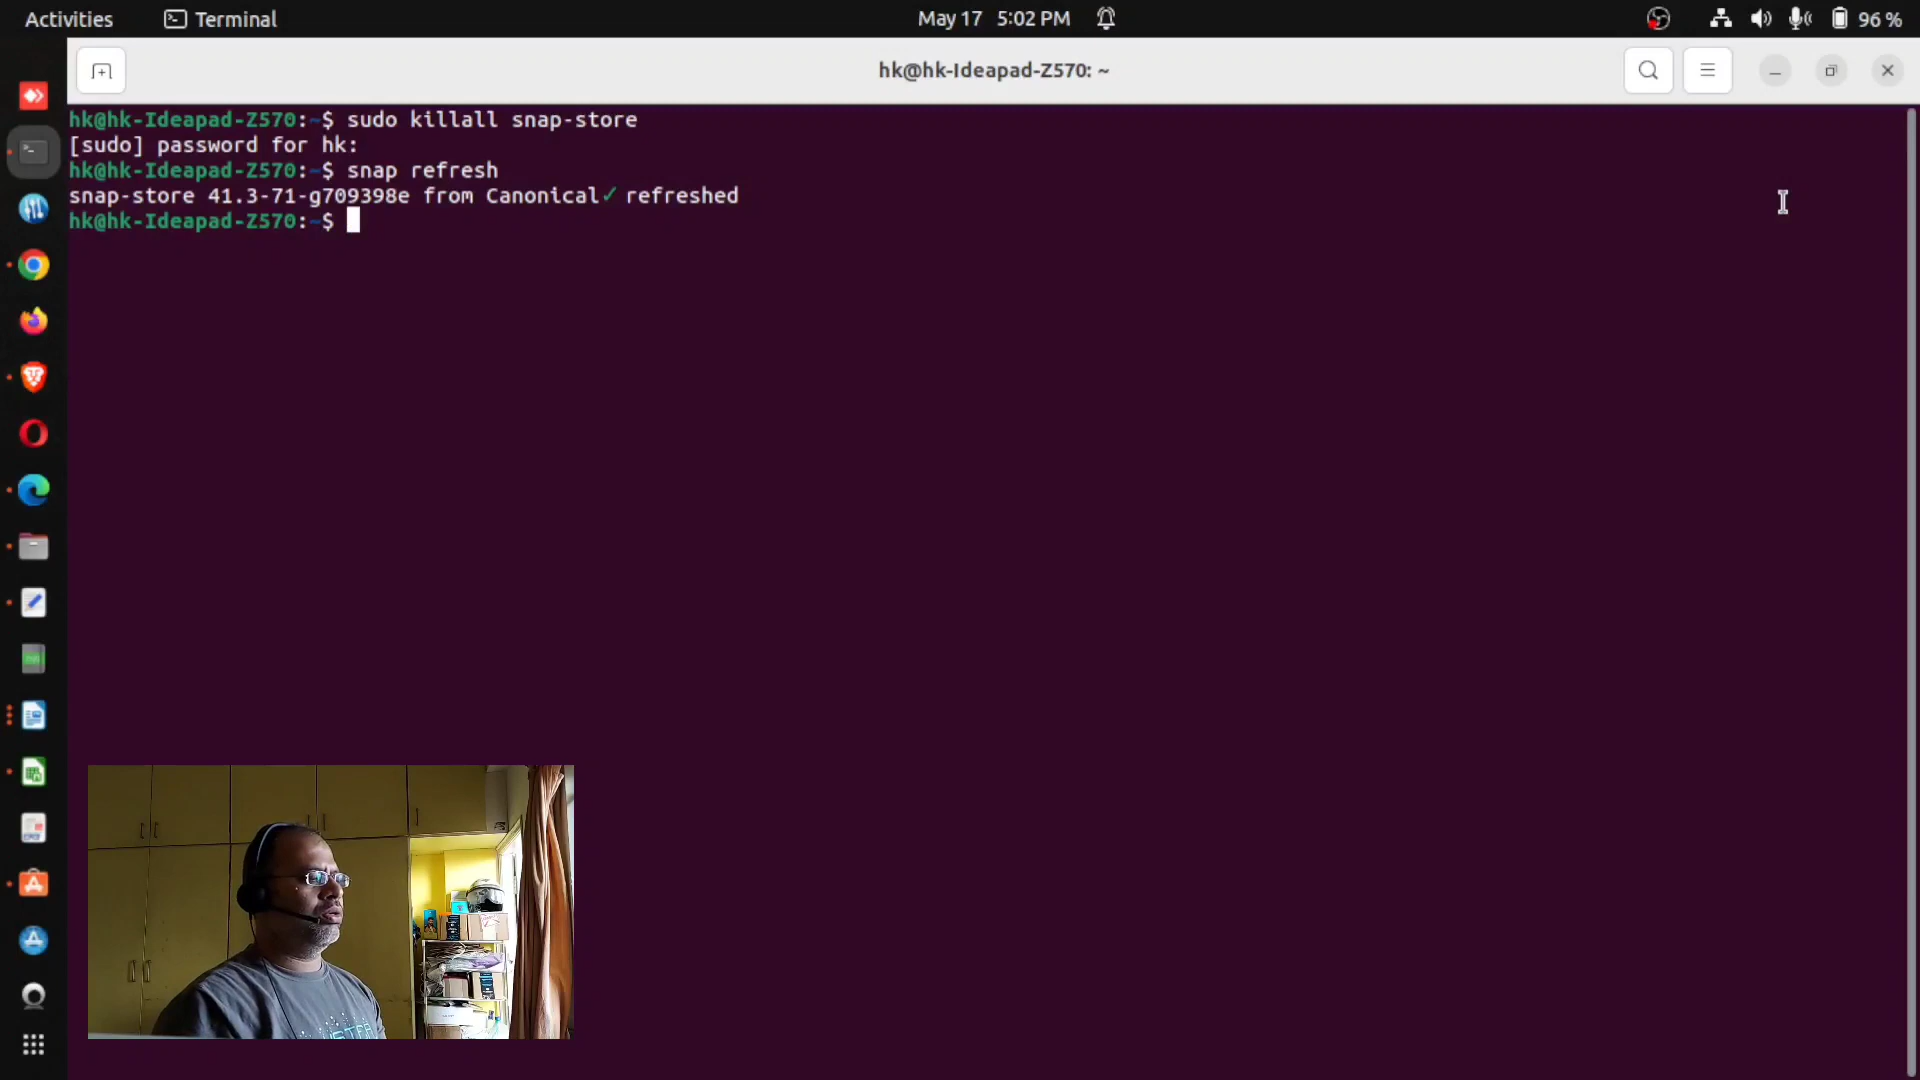 Activities Terminal May 17 5:02 PM 96 %
hk@hk-Ideapad-Z570: ~
hk@hk-Ideapad-Z570:~$ sudo killall snap-store
[sudo] password for hk:
hk@hk-Ideapad-Z570:~$ snap refresh
snap-store 41.3-71-g709398e from Canonical✓ refreshed
hk@hk-Ideapad-Z570:~$